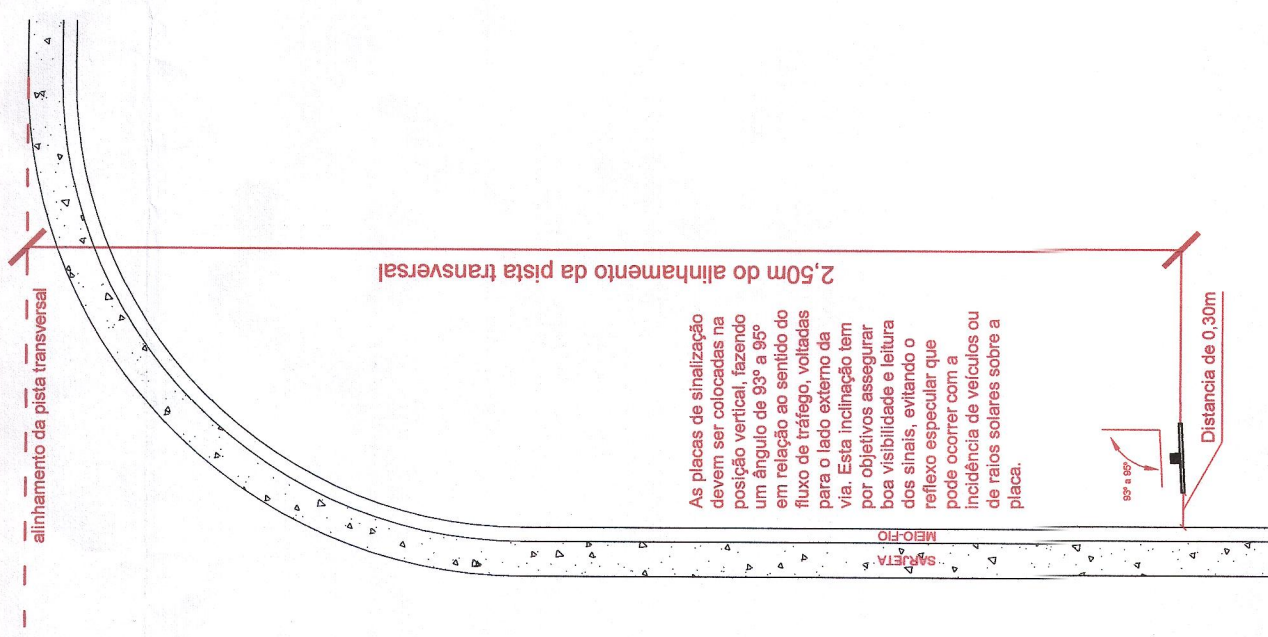 alinhamento da pista transversal
2,50m do alinhamento da pista transversal
As placas de sinalização
devem ser colocadas na
posição vertical, fazendo
um ângulo de 93º a 95º
em relação ao sentido do
fluxo de tráfego, voltadas
para o lado externo da
via. Esta inclinação tem
por objetivos assegurar
boa visibilidade e leitura
dos sinais, evitando o
reflexo especular que
pode ocorrer com a
incidência de veículos ou
de raios solares sobre a
placa.
93º a 95º
Distancia de 0,30m
MEIO-FIO
SARJETA